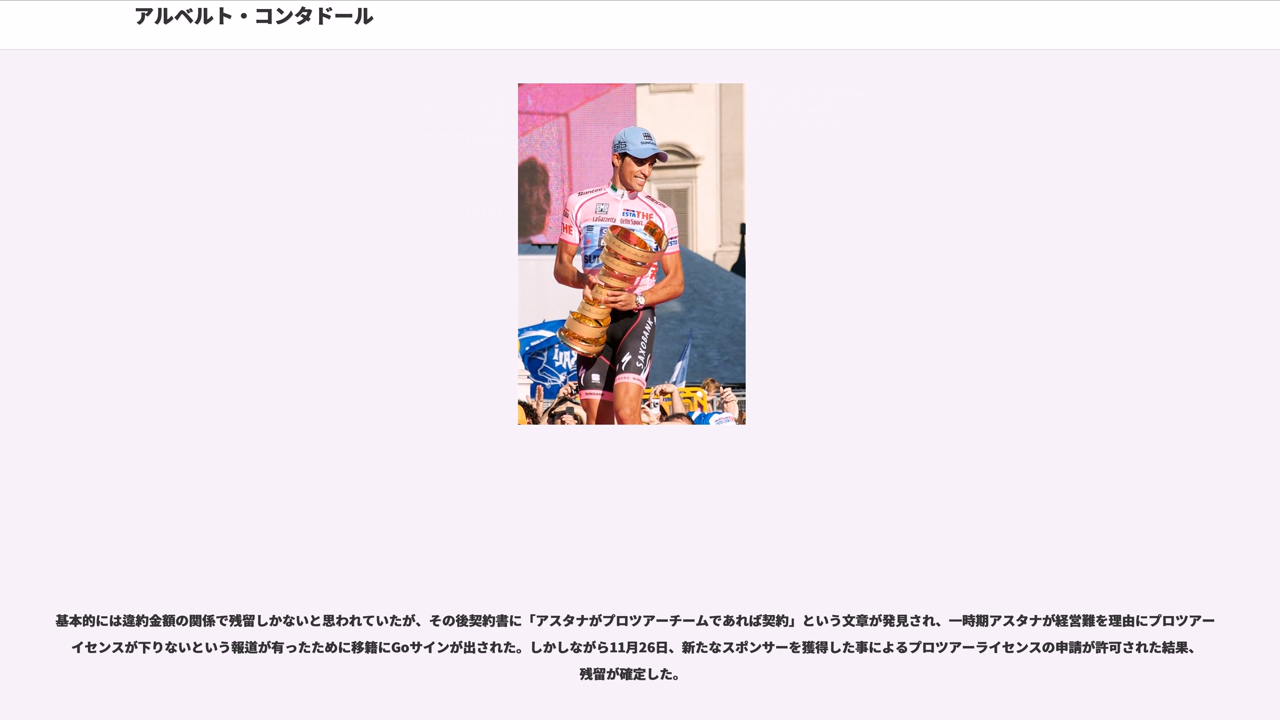 アルベルト・コンタドール
ESTA THE
La Gazzetta dello Sport
THE
SAXOBANK
基本的には違約金額の関係で残留しかないと思われていたが、その後契約書に「アスタナがプロツアーチームであれば契約」という文章が発見され、一時期アスタナが経営難を理由にプロツアー
イセンスが下りないという報道が有ったために移籍にGoサインが出された。しかしながら11月26日、新たなスポンサーを獲得した事によるプロツアーライセンスの申請が許可された結果、
残留が確定した。